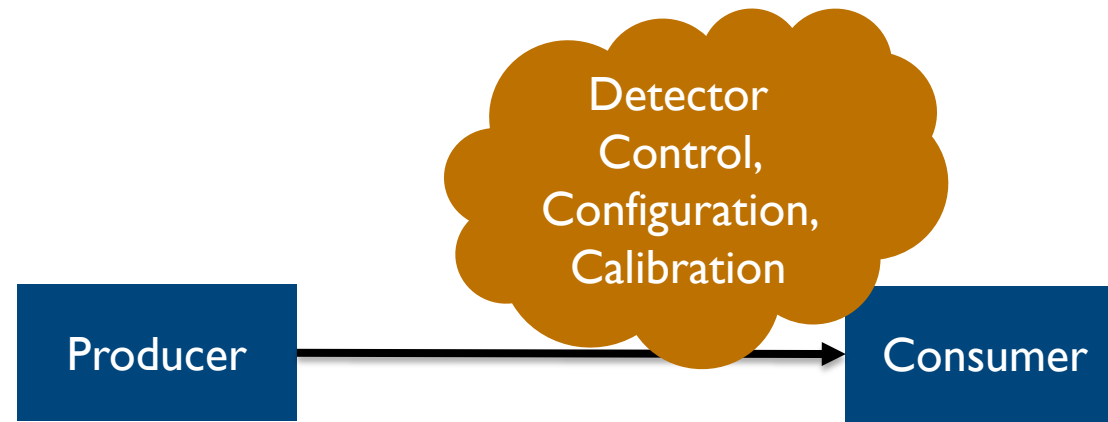 Detector
Control,
Configuration,
Calibration
Producer
Consumer